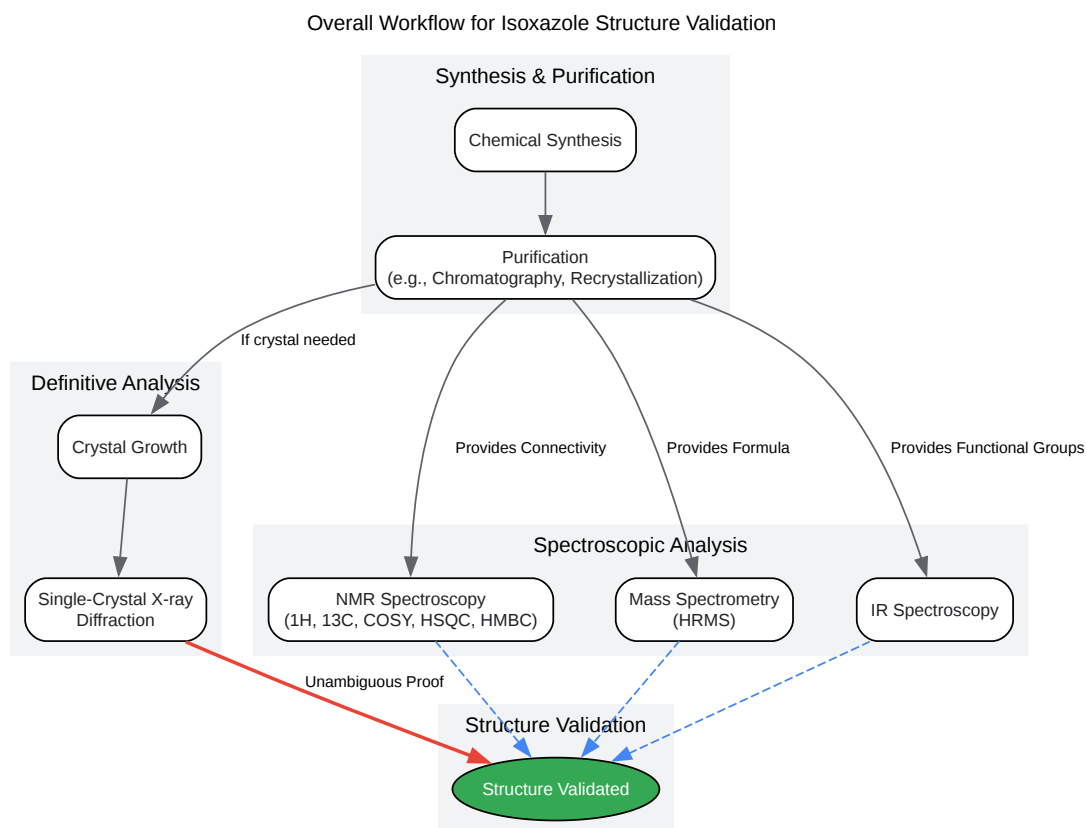 Overall Workflow for Isoxazole Structure Validation
Synthesis & Purification
Chemical Synthesis
Purification
(e.g., Chromatography, Recrystallization)
If crystal needed
Definitive Analysis
Crystal Growth
Provides Connectivity
Provides Formula
Provides Functional Groups
Spectroscopic Analysis
Single-Crystal X-ray
Diffraction
NMR Spectroscopy
(1H, 13C, COSY, HSQC, HMBC)
Mass Spectrometry
(HRMS)
IR Spectroscopy
Unambiguous Proof
Structure Validation
Structure Validated